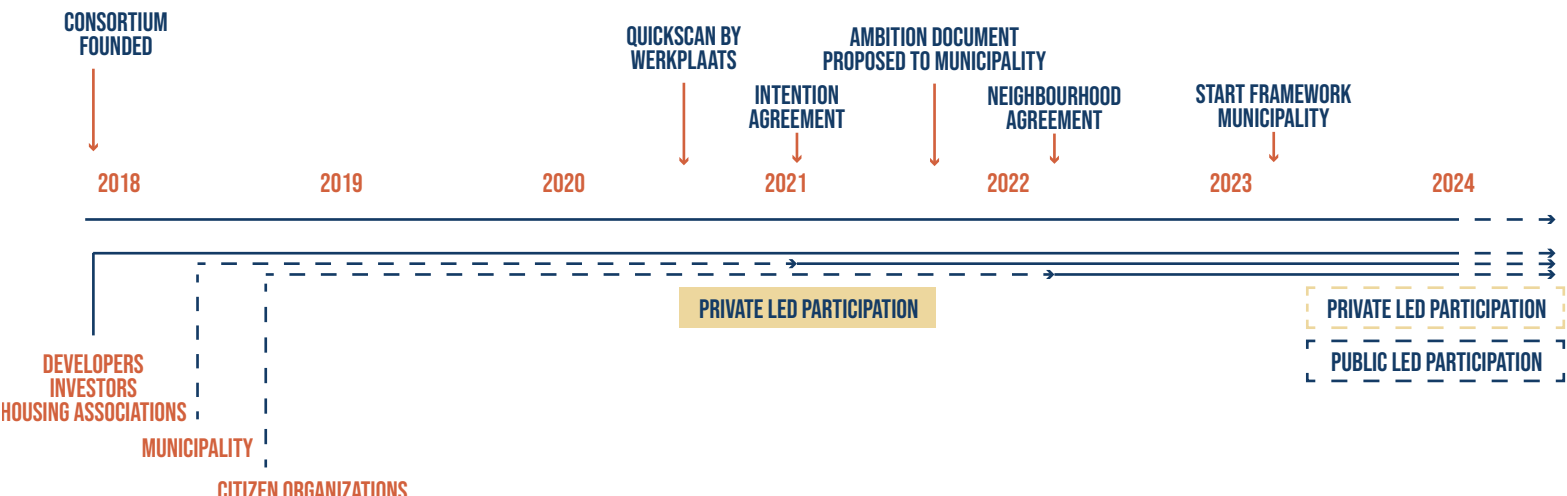 CONSORTIUM
FOUNDED
QUICKSCAN BY
WERKPLAATS
INTENTION
AGREEMENT
AMBITION DOCUMENT
PROPOSED TO MUNICIPALITY
NEIGHBOURHOOD
AGREEMENT
START FRAMEWORK
MUNICIPALITY
2018
2019
2020
2021
2022
2023
2024
PRIVATE LED PARTICIPATION
PRIVATE LED PARTICIPATION
PUBLIC LED PARTICIPATION
DEVELOPERS
INVESTORS
HOUSING ASSOCIATIONS
MUNICIPALITY
CITIZEN ORGANIZATIONS